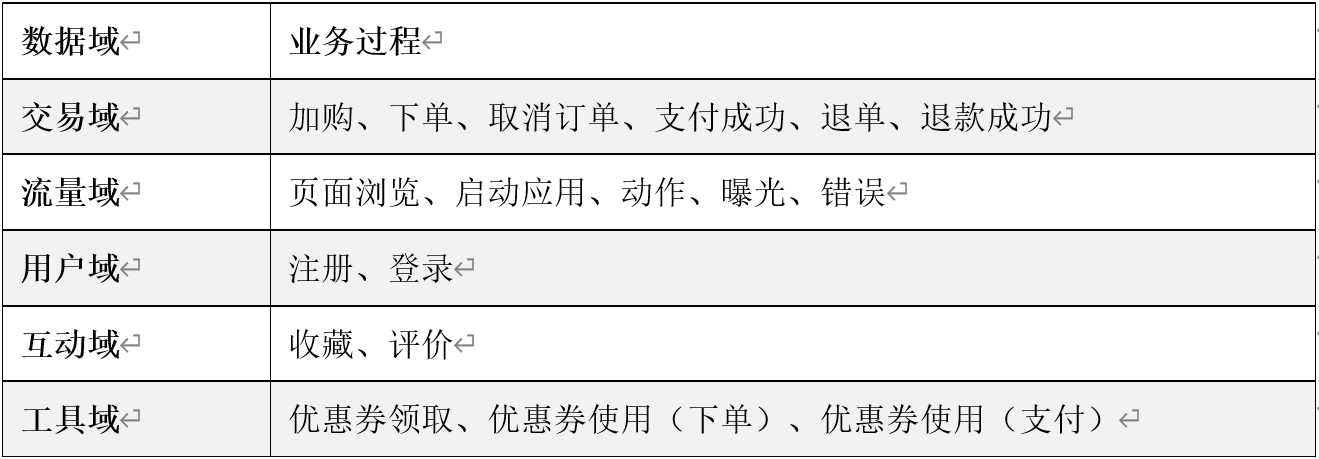 数据域 业务过程
交易域 加购、下单、取消订单、支付成功、退单、退款成功
流量域 页面浏览、启动应用、动作、曝光、错误
用户域 注册、登录
互动域 收藏、评价
工具域 优惠券领取、优惠券使用（下单）、优惠券使用（支付）